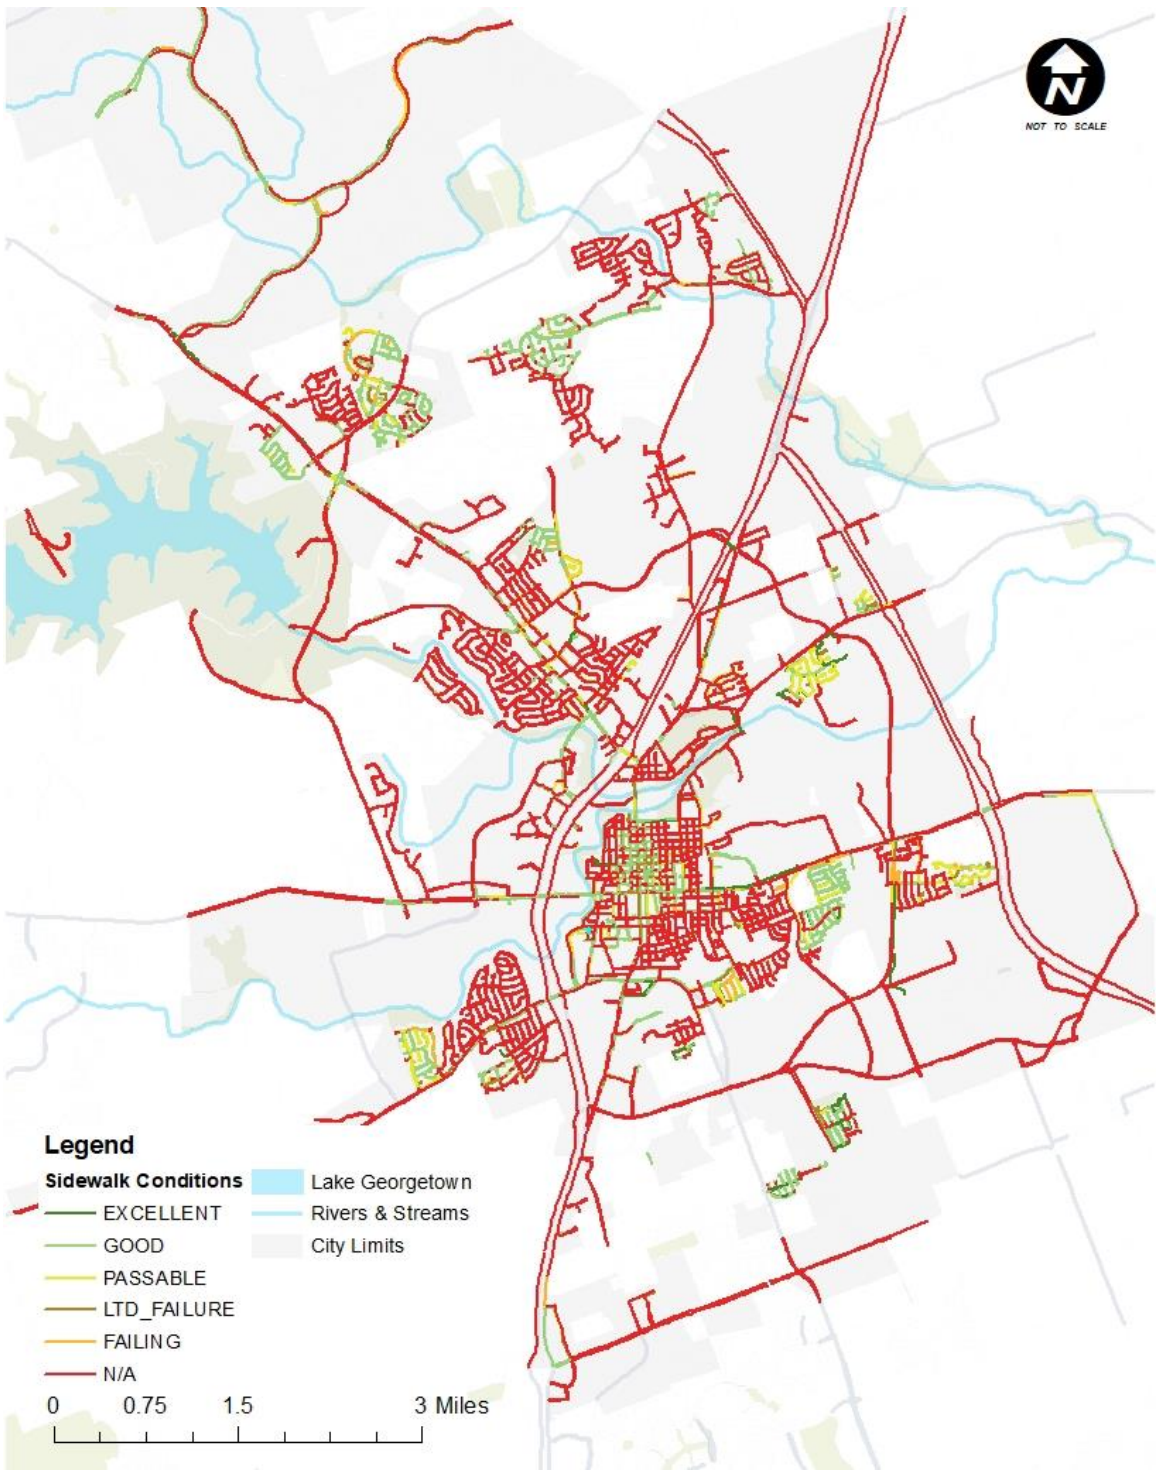 N
NOT TO SCALE
Legend
Sidewalk Conditions
EXCELLENT
GOOD
PASSABLE
LTD_FAILURE
FAILING
N/A
Lake Georgetown
Rivers & Streams
City Limits
0 0.75 1.5 3 Miles